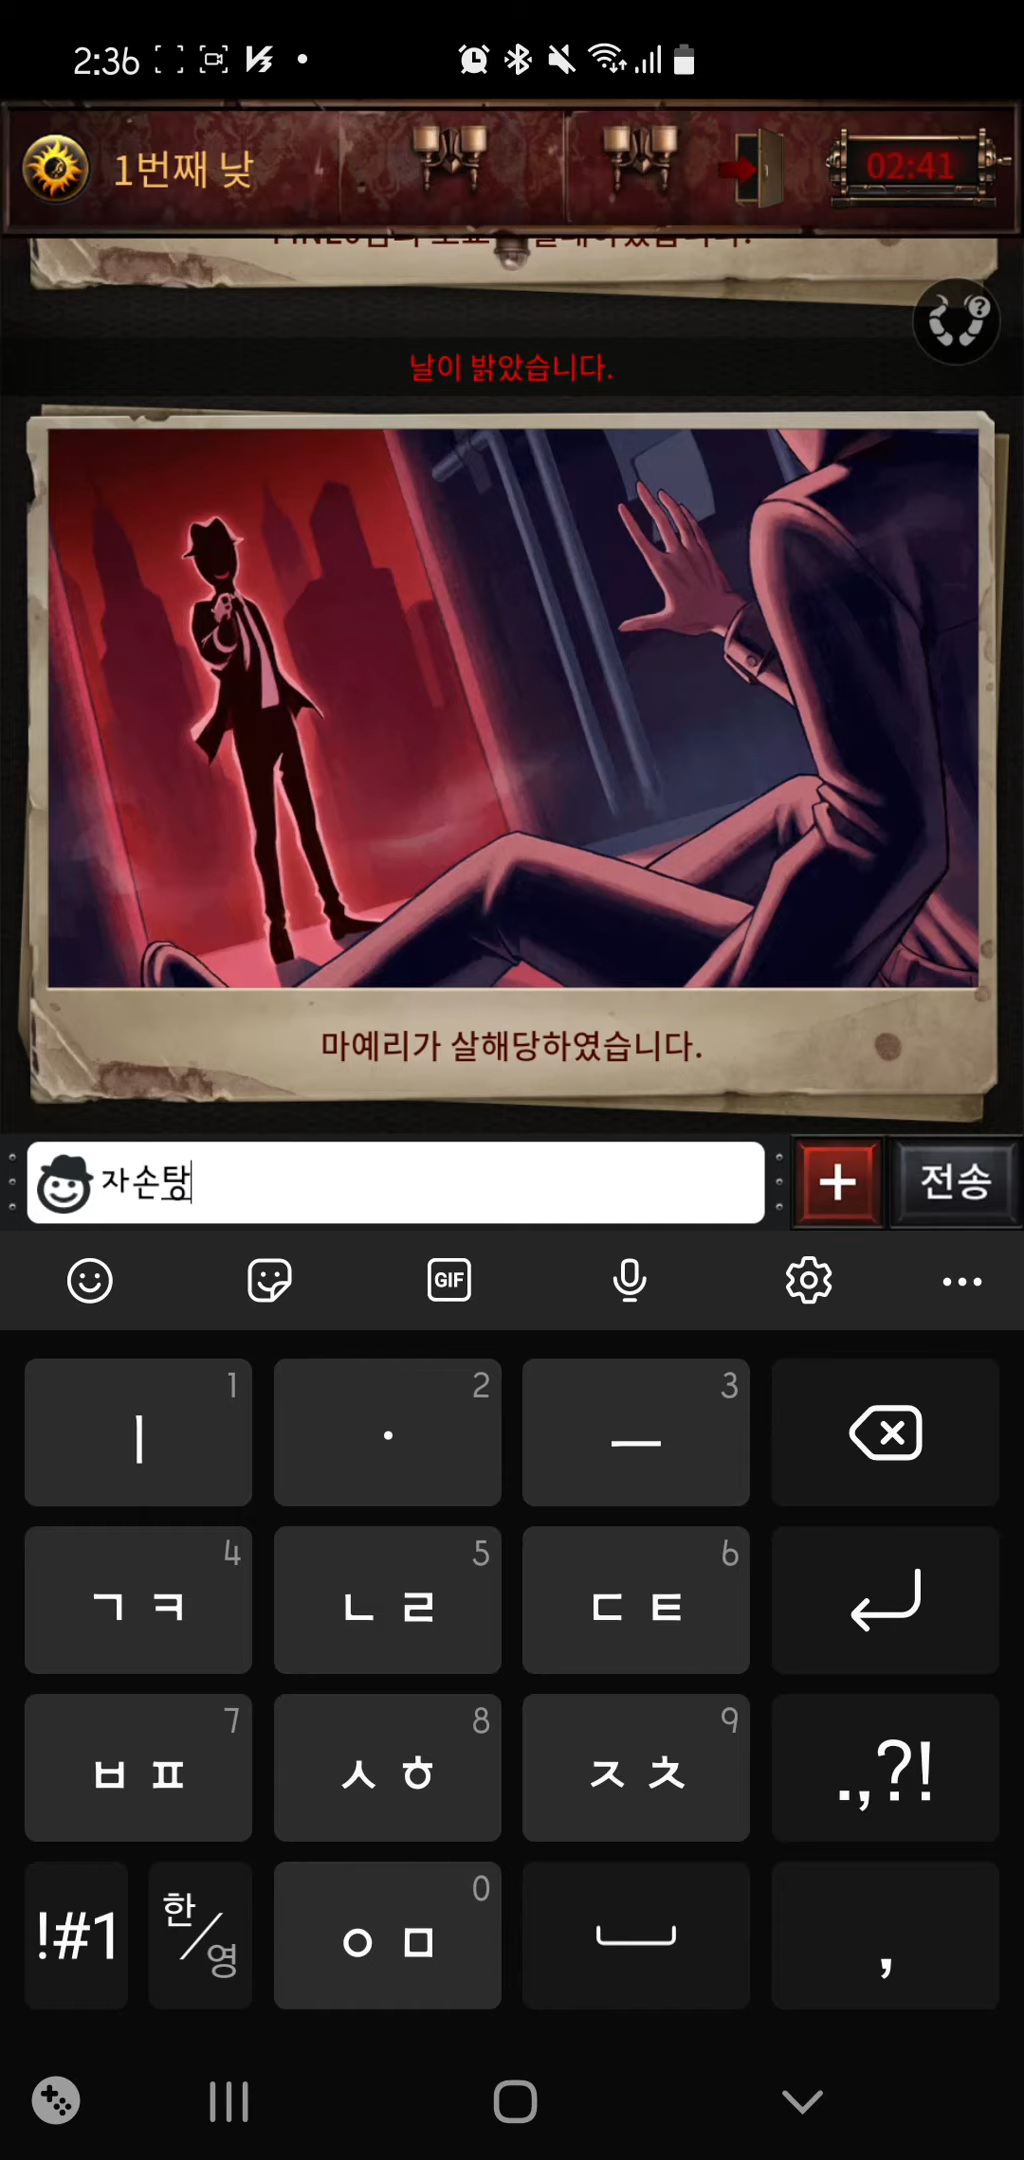 2:36
1번째 낮
02:41
날이 밝았습니다.
마예리가 살해당하였습니다.
자손탕
+
전송
GIF
1
2
3
ㅣ
·
ㅡ
4
5
6
ㄱ ㅋ
ㄴ ㄹ
ㄷ ㅌ
7
8
9
ㅂ ㅍ
ㅅ ㅎ
ㅈ ㅊ
.,?!
!#1
한/영
0
ㅇ ㅁ
,